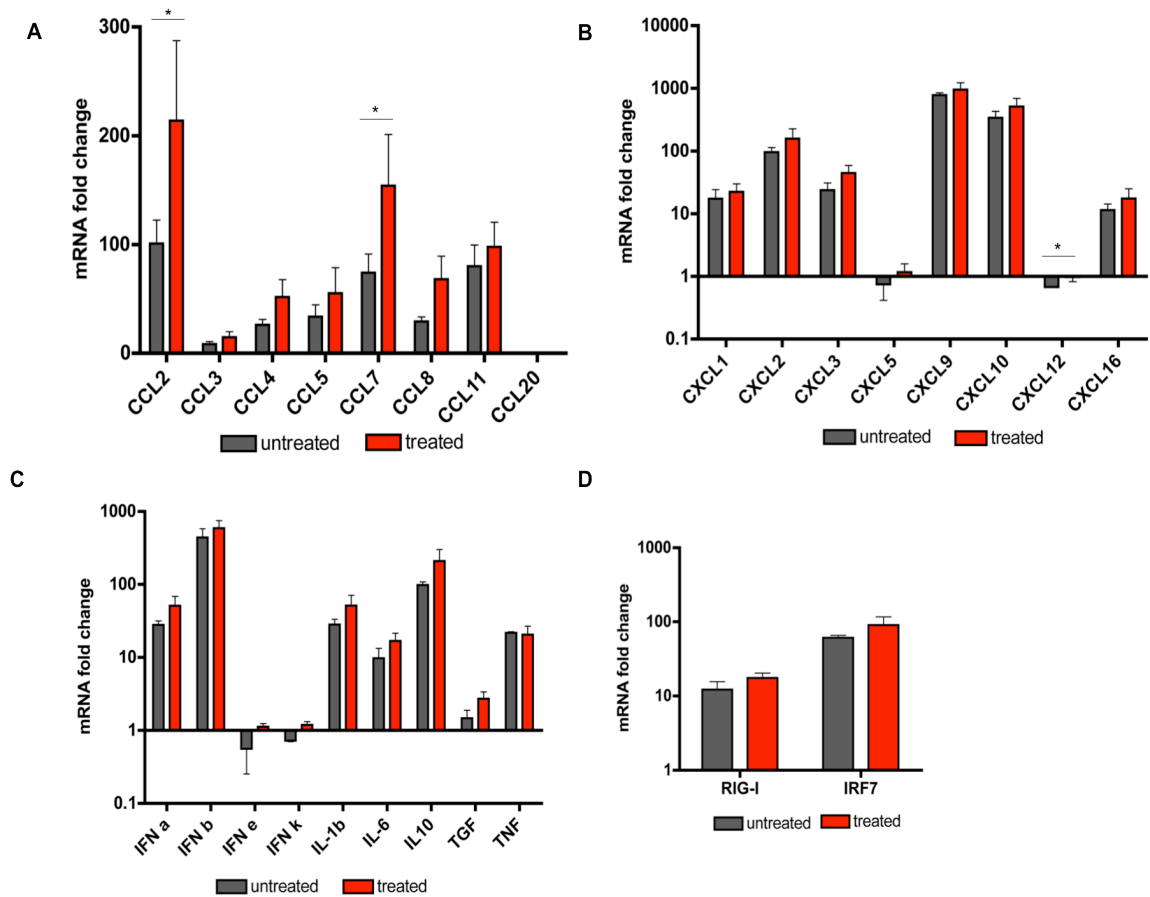 A
*
*
300
200
100
0
mRNA fold change
CCL2
CCL3
CCL4
CCL5
CCL7
CCL8
CCL11
CCL20
untreated
treated
B
*
10000
1000
100
10
1
0.1
mRNA fold change
CXCL1
CXCL2
CXCL3
CXCL5
CXCL9
CXCL10
CXCL12
CXCL16
untreated
treated
C
1000
100
10
1
0.1
mRNA fold change
IFN a
IFN b
IFN e
IFN k
IL-1b
IL-6
IL10
TGF
TNF
untreated
treated
D
1000
100
10
1
mRNA fold change
RIG-I
IRF7
untreated
treated